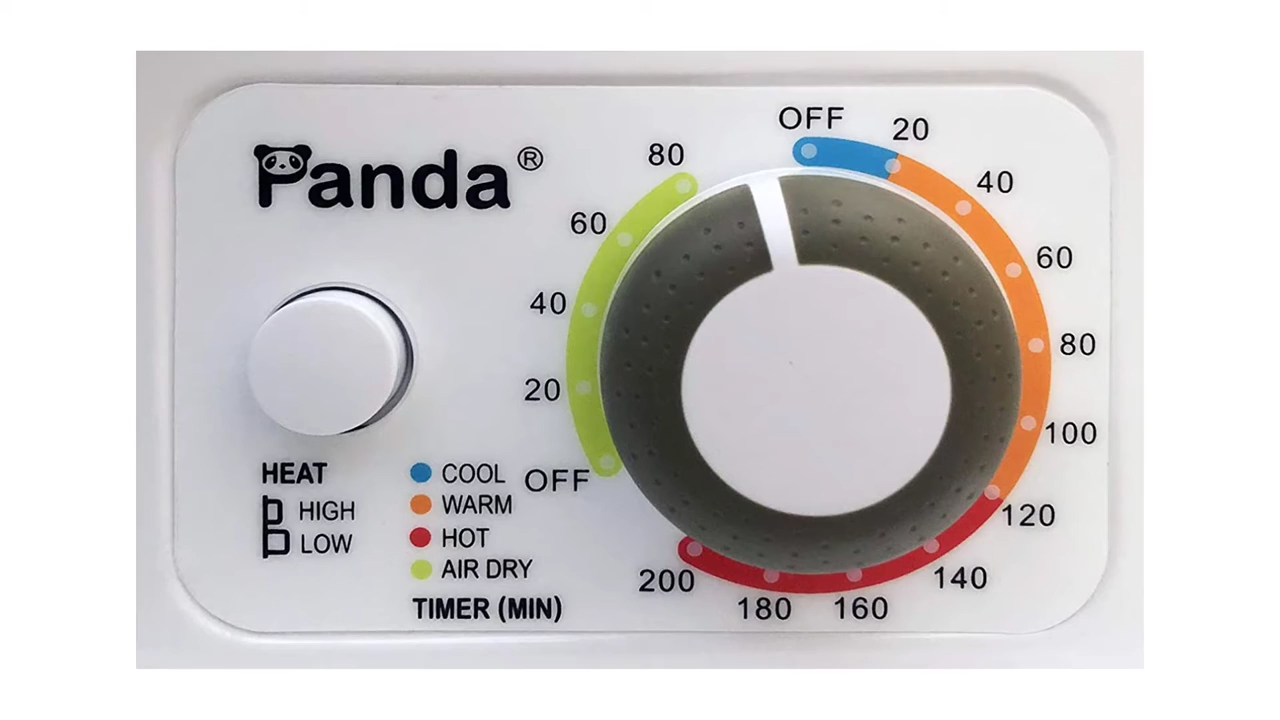 Panda®
HEAT
HIGH
LOW
COOL
WARM
HOT
AIR DRY
TIMER (MIN)
OFF
20
40
60
80
OFF
20
40
60
80
100
120
140
160
180
200